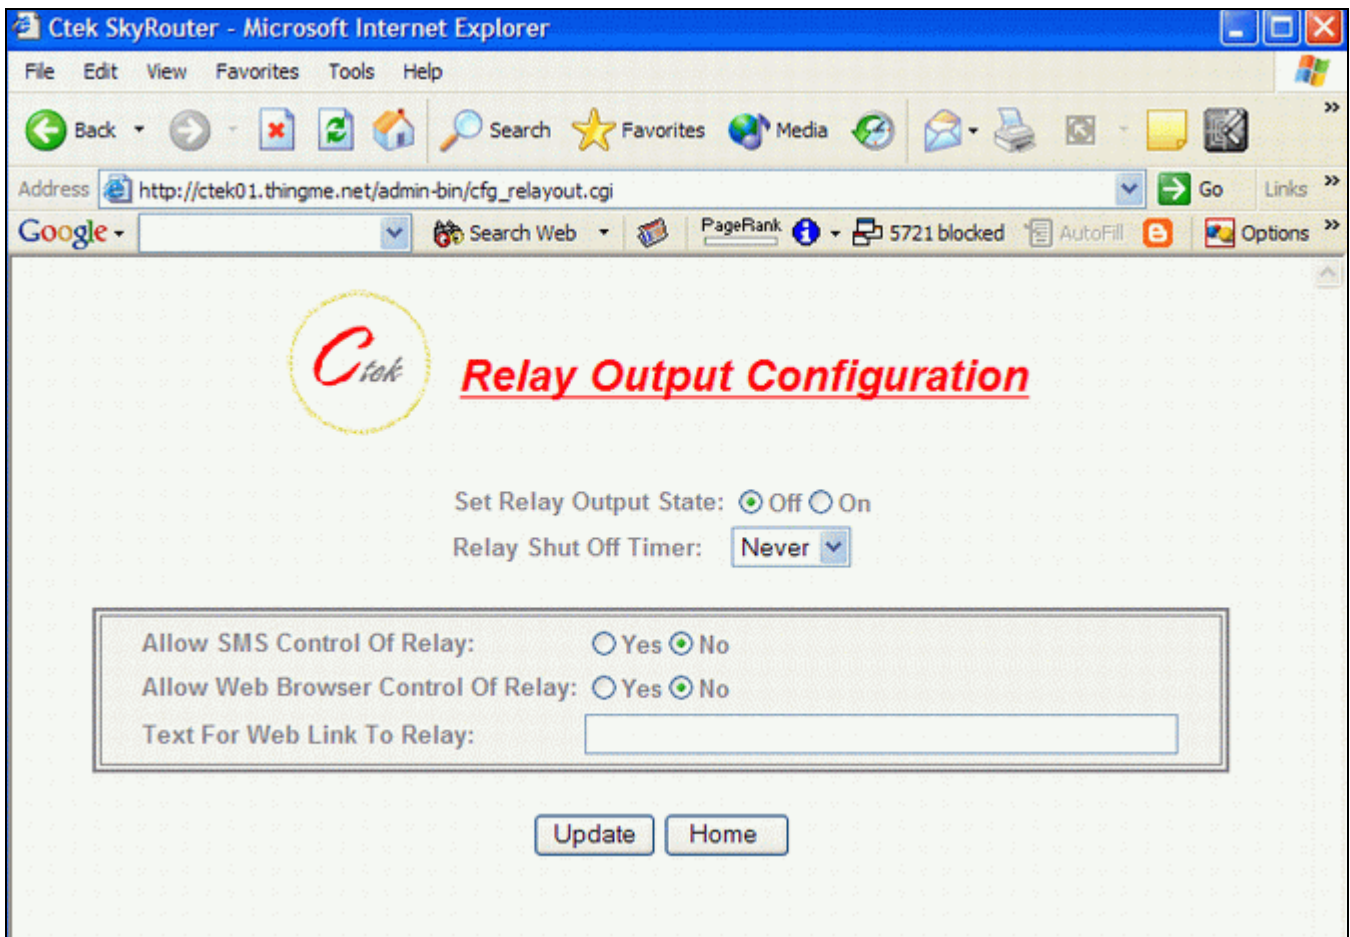 Ctek SkyRouter - Microsoft Internet Explorer
File Edit View Favorites Tools Help
Back Search Favorites Media »
Address http://ctek01.thingme.net/admin-bin/cfg_relayout.cgi Go Links »
Google Search Web PageRank 5721 blocked AutoFill Options »
Ctek
Relay Output Configuration
Set Relay Output State: Off On
Relay Shut Off Timer: Never
Allow SMS Control Of Relay: Yes No
Allow Web Browser Control Of Relay: Yes No
Text For Web Link To Relay:
Update Home